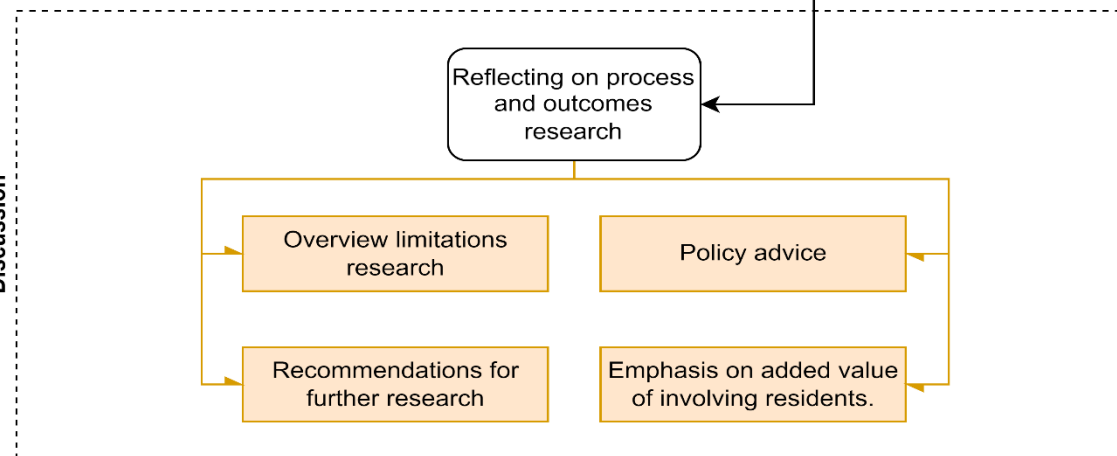 Discussion
Reflecting on process
and outcomes
research
Overview limitations
research
Policy advice
Recommendations for
further research
Emphasis on added value
of involving residents.